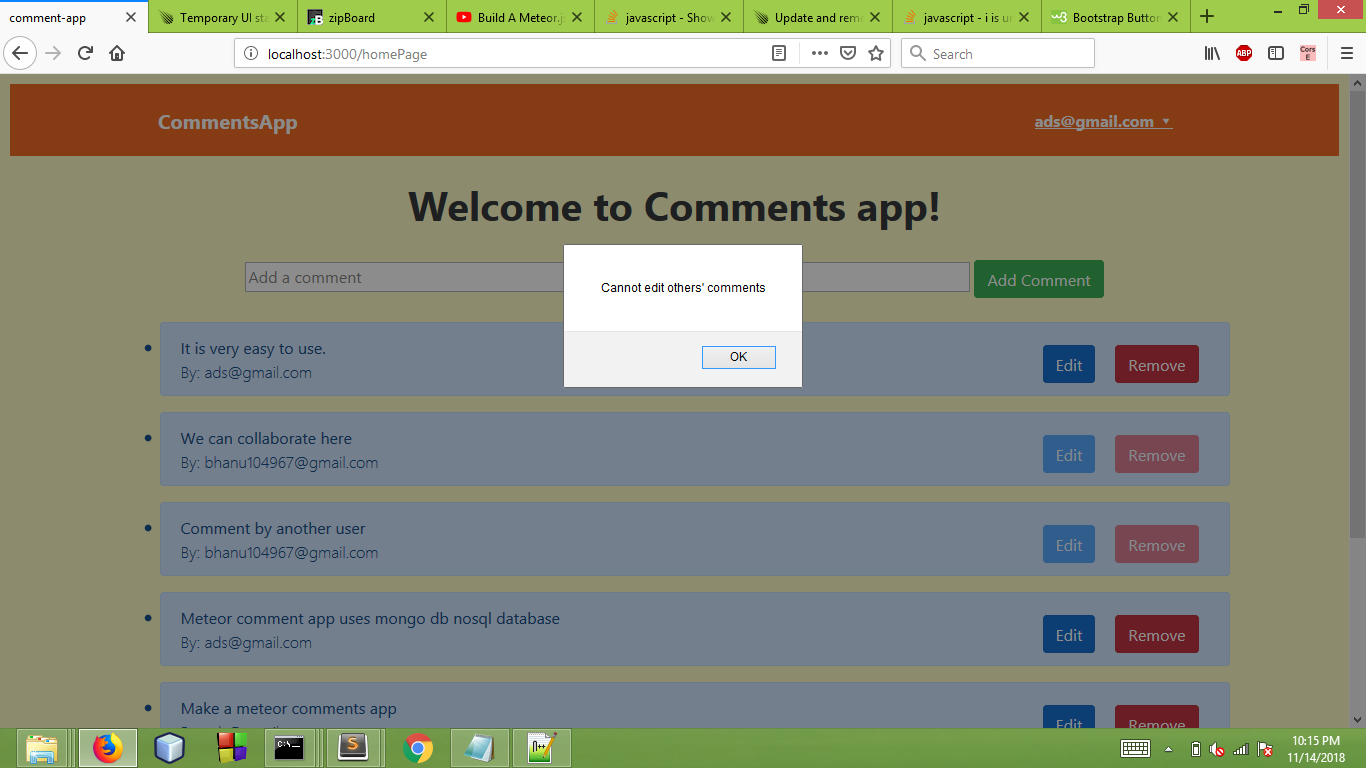 comment-app
Temporary UI sta
zipBoard
Build A Meteor.js
javascript - Show
Update and rem
javascript - i is u
Bootstrap Button
localhost:3000/homePage
Search
ABP
Cors E
CommentsApp
ads@gmail.com
Welcome to Comments app!
Add a comment
Add Comment
Cannot edit others' comments
OK
It is very easy to use.
By: ads@gmail.com
Edit
Remove
We can collaborate here
By: bhanu104967@gmail.com
Edit
Remove
Comment by another user
By: bhanu104967@gmail.com
Edit
Remove
Meteor comment app uses mongo db nosql database
By: ads@gmail.com
Edit
Remove
Make a meteor comments app
Edit
Remove
10:15 PM
11/14/2018